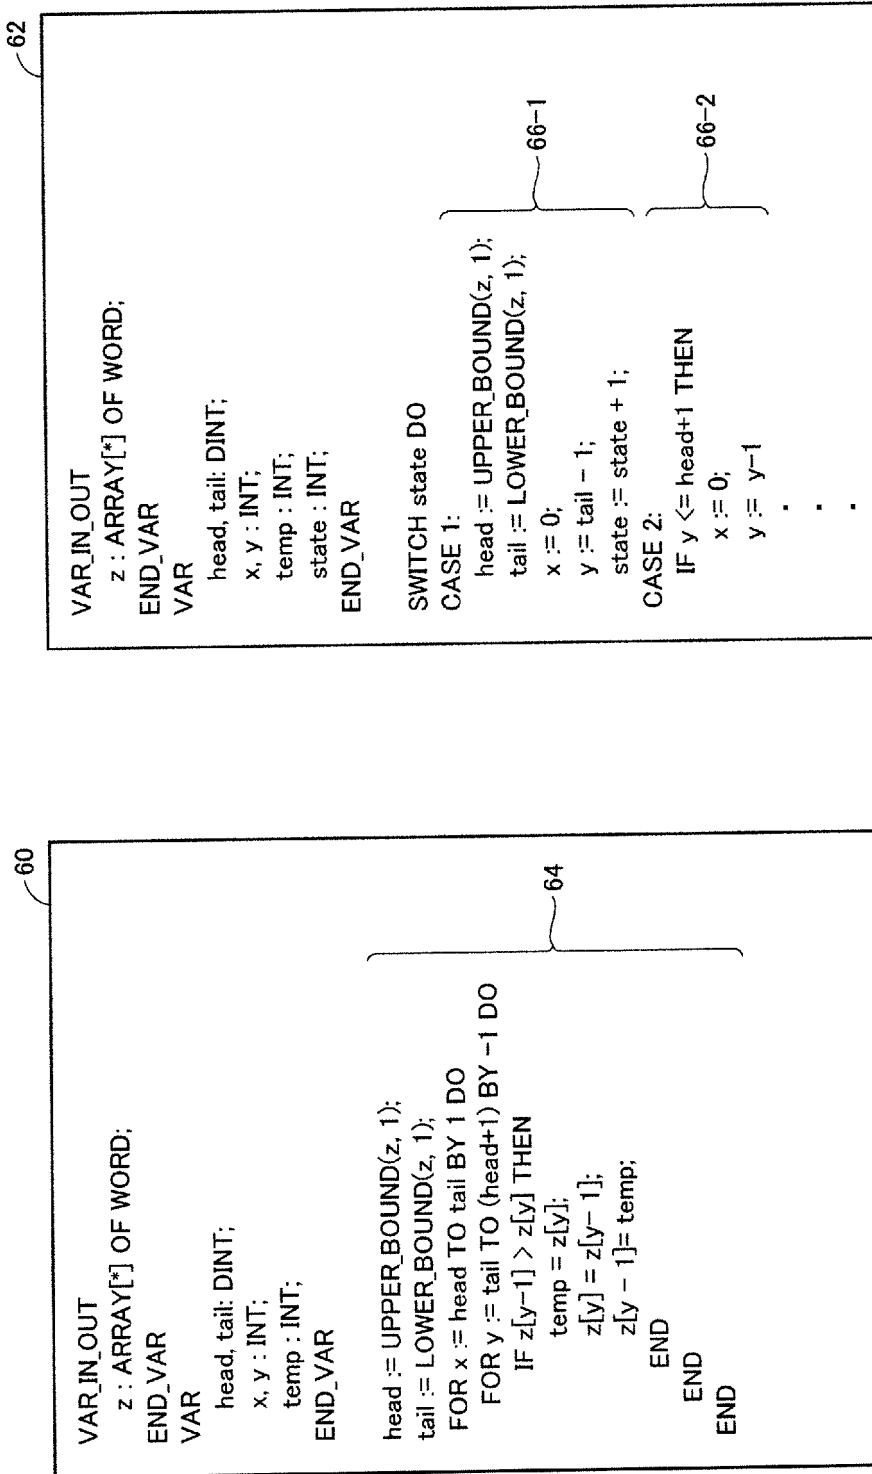 60
VAR_IN_OUT
z : ARRAY[*] OF WORD;
END_VAR
VAR
head, tail: DINT;
x, y : INT;
temp : INT;
END_VAR
head := UPPER_BOUND(z, 1);
tail := LOWER_BOUND(z, 1);
FOR x := head TO tail BY 1 DO
FOR y := tail TO (head+1) BY -1 DO
IF z[y-1] > z[y] THEN
temp = z[y];
z[y] = z[y- 1];
z[y - 1]= temp;
END
END
END
64
62
VAR_IN_OUT
z : ARRAY[*] OF WORD;
END_VAR
VAR
head, tail: DINT;
x, y : INT;
temp : INT;
state : INT;
END_VAR
SWITCH state DO
CASE 1:
head := UPPER_BOUND(z, 1);
tail := LOWER_BOUND(z, 1);
x := 0;
y := tail - 1;
state := state + 1;
66-1
CASE 2:
IF y <= head+1 THEN
x := 0;
y := y-1
.
.
.
66-2